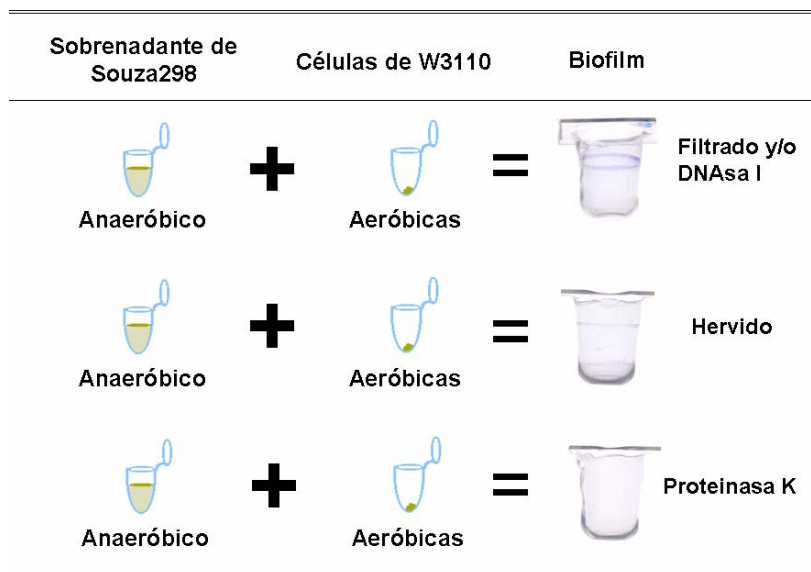 Sobrenadante de
Souza298
Células de W3110
Biofilm
+
=
Filtrado y/o
DNAsa I
Anaeróbico
Aeróbicas
+
=
Hervido
Anaeróbico
Aeróbicas
+
=
Proteinasa K
Anaeróbico
Aeróbicas